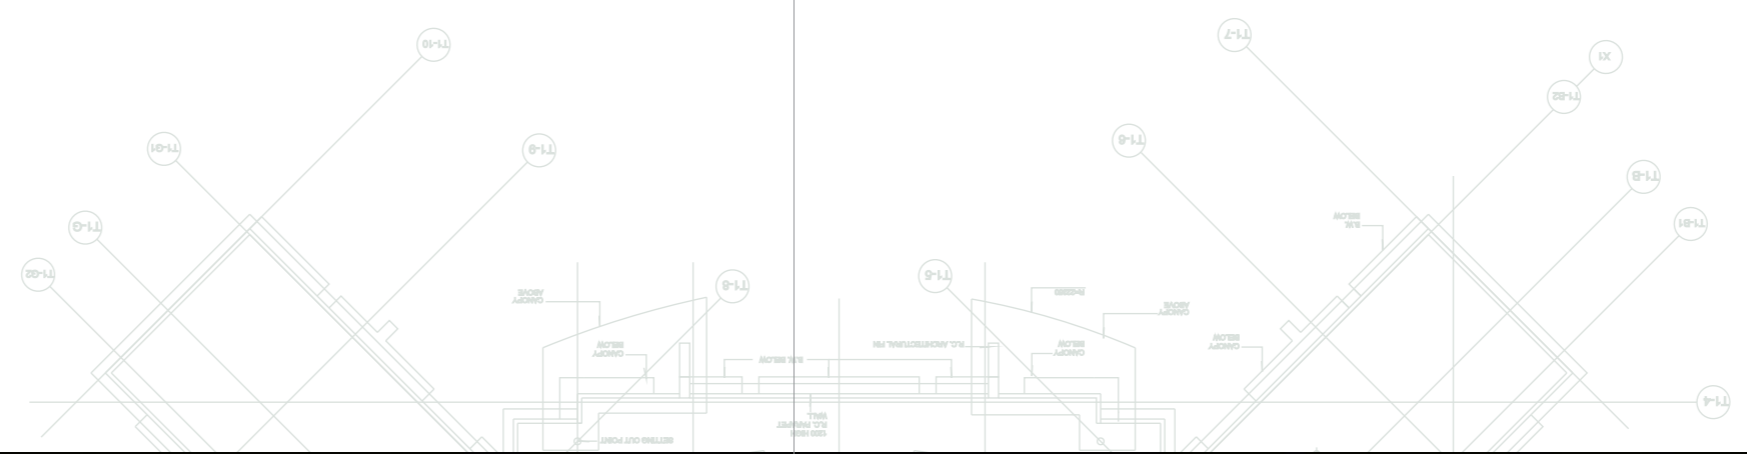 SETTING OUT POINT
1200 HIGH
R.C. PARAPET
WALL
T1-4
B.W. BELOW
CANOPY
BELOW
CANOPY
BELOW
CANOPY
BELOW
R.C. ARCHITECTURAL FIN
CANOPY
ABOVE
CANOPY
ABOVE
R=22500
T1-8
T1-5
T1-G2
T1-G
B.W.
BELOW
T1-B1
T1-B
T1-9
T1-G1
T1-6
T1-B2
X1
T1-10
T1-7